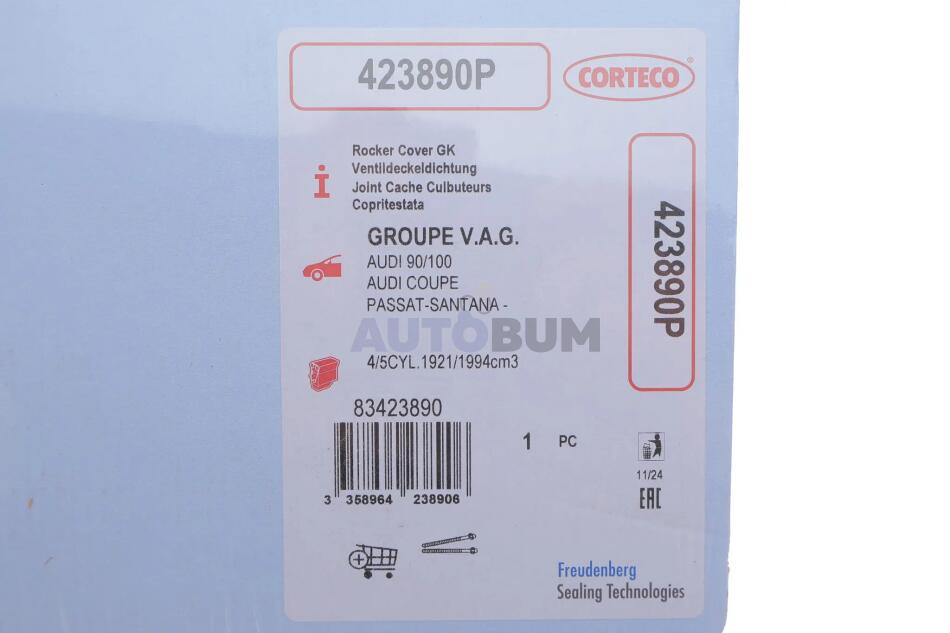 423890P
CORTECO®
Rocker Cover GK
Ventildeckeldichtung
Joint Cache Culbuteurs
Copritestata
423890P
GROUPE V.A.G.
AUDI 90/100
AUDI COUPE
PASSAT-SANTANA -
AUTOBUM
4/5CYL.1921/1994cm3
83423890
1 PC
3 358964 238906
11/24
EAC
Freudenberg
Sealing Technologies